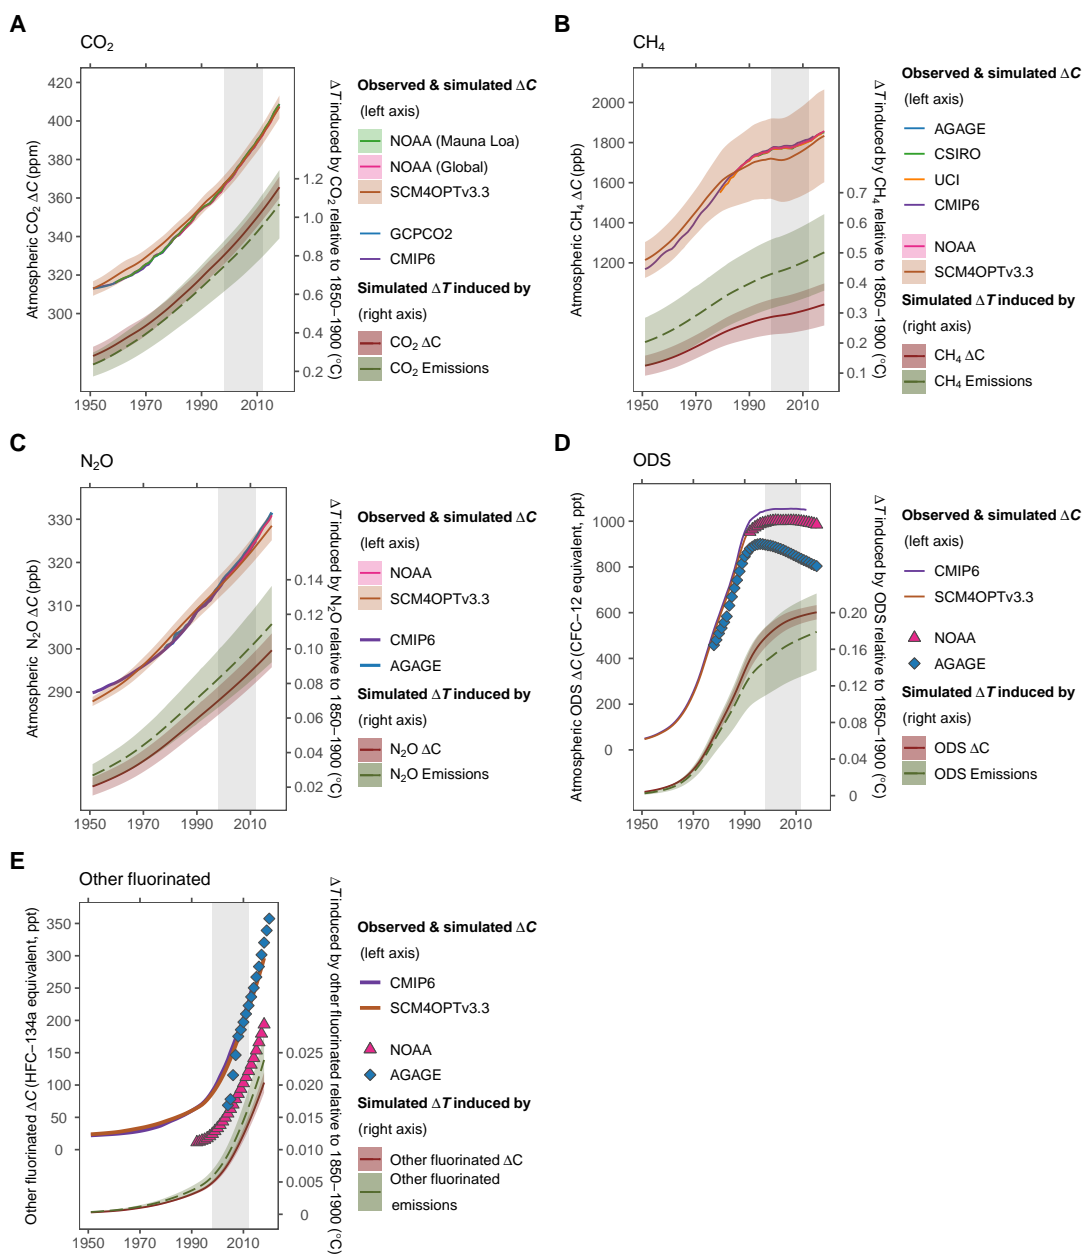 A
CO₂
Atmospheric CO₂ ΔC (ppm)
420
400
380
360
340
320
300
1.2
1.0
0.8
0.6
0.4
0.2
1950 1970 1990 2010
ΔT induced by CO₂ relative to 1850–1900 (°C)
Observed & simulated ΔC
(left axis)
NOAA (Mauna Loa)
NOAA (Global)
SCM4OPTv3.3
GCPCO2
CMIP6
Simulated ΔT induced by
(right axis)
CO₂ ΔC
CO₂ Emissions
B
CH₄
Atmospheric CH₄ ΔC (ppb)
2000
1800
1600
1400
1200
0.7
0.6
0.5
0.4
0.3
0.2
0.1
1950 1970 1990 2010
ΔT induced by CH₄ relative to 1850–1900 (°C)
Observed & simulated ΔC
(left axis)
AGAGE
CSIRO
UCI
CMIP6
NOAA
SCM4OPTv3.3
Simulated ΔT induced by
(right axis)
CH₄ ΔC
CH₄ Emissions
C
N₂O
Atmospheric N₂O ΔC (ppb)
330
320
310
300
290
0.14
0.12
0.10
0.08
0.06
0.04
0.02
1950 1970 1990 2010
ΔT induced by N₂O relative to 1850–1900 (°C)
Observed & simulated ΔC
(left axis)
NOAA
SCM4OPTv3.3
CMIP6
AGAGE
Simulated ΔT induced by
(right axis)
N₂O ΔC
N₂O Emissions
D
ODS
Atmospheric ODS ΔC (CFC–12 equivalent, ppt)
1000
800
600
400
200
0
0.20
0.16
0.12
0.08
0.04
0
1950 1970 1990 2010
ΔT induced by ODS relative to 1850–1900 (°C)
Observed & simulated ΔC
(left axis)
CMIP6
SCM4OPTv3.3
NOAA
AGAGE
Simulated ΔT induced by
(right axis)
ODS ΔC
ODS Emissions
E
Other fluorinated
Other fluorinated ΔC (HFC–134a equivalent, ppt)
350
300
250
200
150
100
50
0
0.025
0.020
0.015
0.010
0.005
0
1950 1970 1990 2010
ΔT induced by other fluorinated relative to 1850–1900 (°C)
Observed & simulated ΔC
(left axis)
CMIP6
SCM4OPTv3.3
NOAA
AGAGE
Simulated ΔT induced by
(right axis)
Other fluorinated ΔC
Other fluorinated
emissions